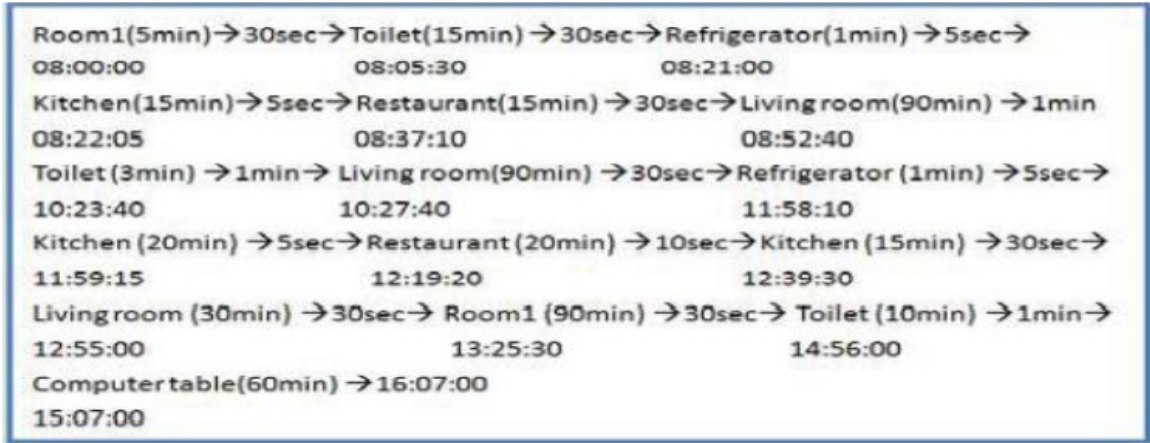 Room1(5min)→30sec→Toilet(15min) →30sec→Refrigerator(1min) →5sec→
08:00:00 08:05:30 08:21:00
Kitchen(15min)→5sec→Restaurant(15min) →30sec→Living room(90min) →1min
08:22:05 08:37:10 08:52:40
Toilet (3min) →1min→ Living room(90min) →30sec→Refrigerator (1min) →5sec→
10:23:40 10:27:40 11:58:10
Kitchen (20min) →5sec→Restaurant (20min) →10sec→Kitchen (15min) →30sec→
11:59:15 12:19:20 12:39:30
Living room (30min) →30sec→ Room1 (90min) →30sec→ Toilet (10min) →1min→
12:55:00 13:25:30 14:56:00
Computer table(60min) →16:07:00
15:07:00